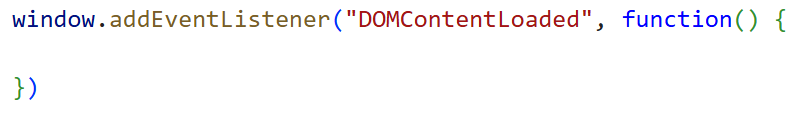 window.addEventListener("DOMContentLoaded", function() {
})